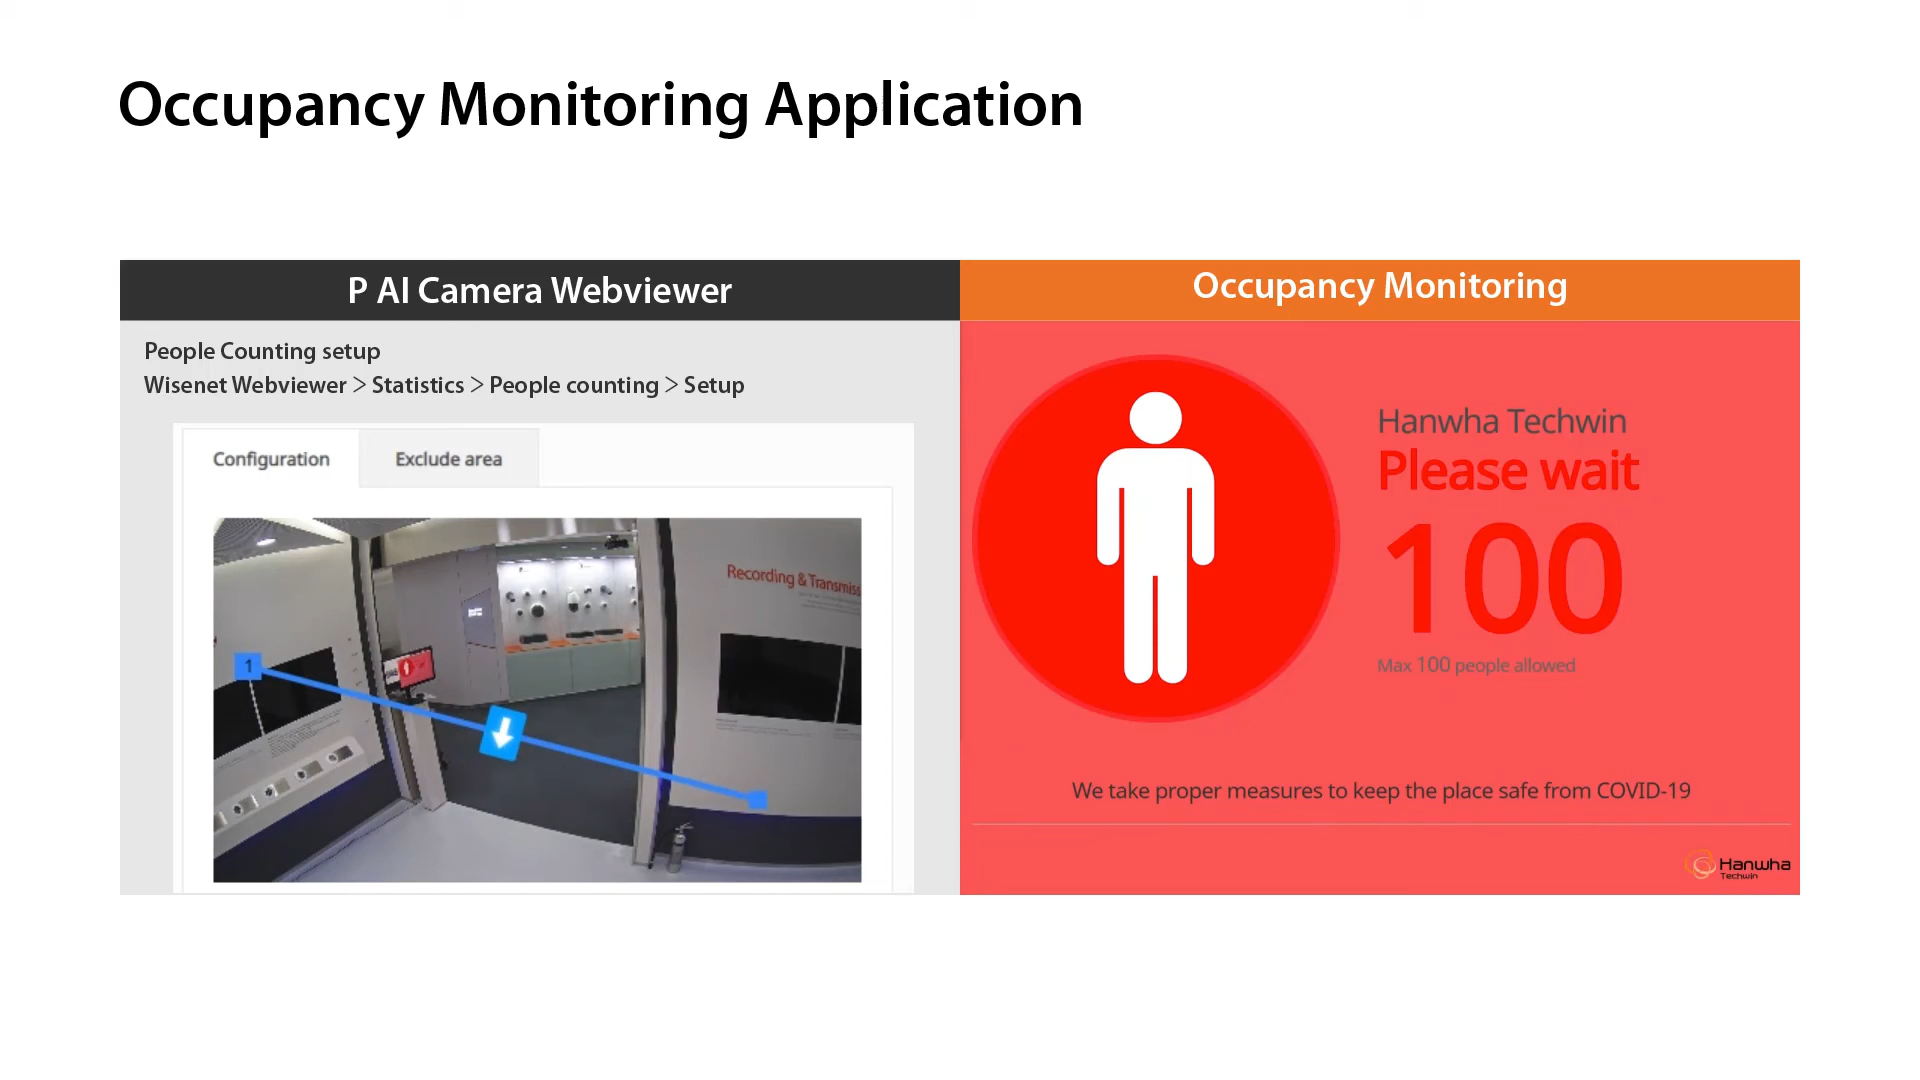 Occupancy Monitoring Application
P AI Camera Webviewer
People Counting setup
Wisenet Webviewer > Statistics > People counting > Setup
Configuration
Exclude area
Recording & Transmiss
1
Occupancy Monitoring
Hanwha Techwin
Please wait
100
Max 100 people allowed
We take proper measures to keep the place safe from COVID-19
Hanwha
Techwin